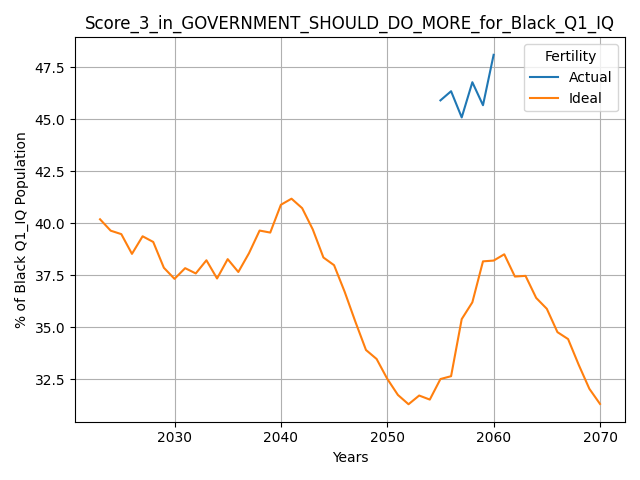 Score_3_in_GOVERNMENT_SHOULD_DO_MORE_for_Black_Q1_IQ
Fertility
Actual
Ideal
% of Black Q1_IQ Population
47.5
45.0
42.5
40.0
37.5
35.0
32.5
2030
2040
2050
2060
2070
Years